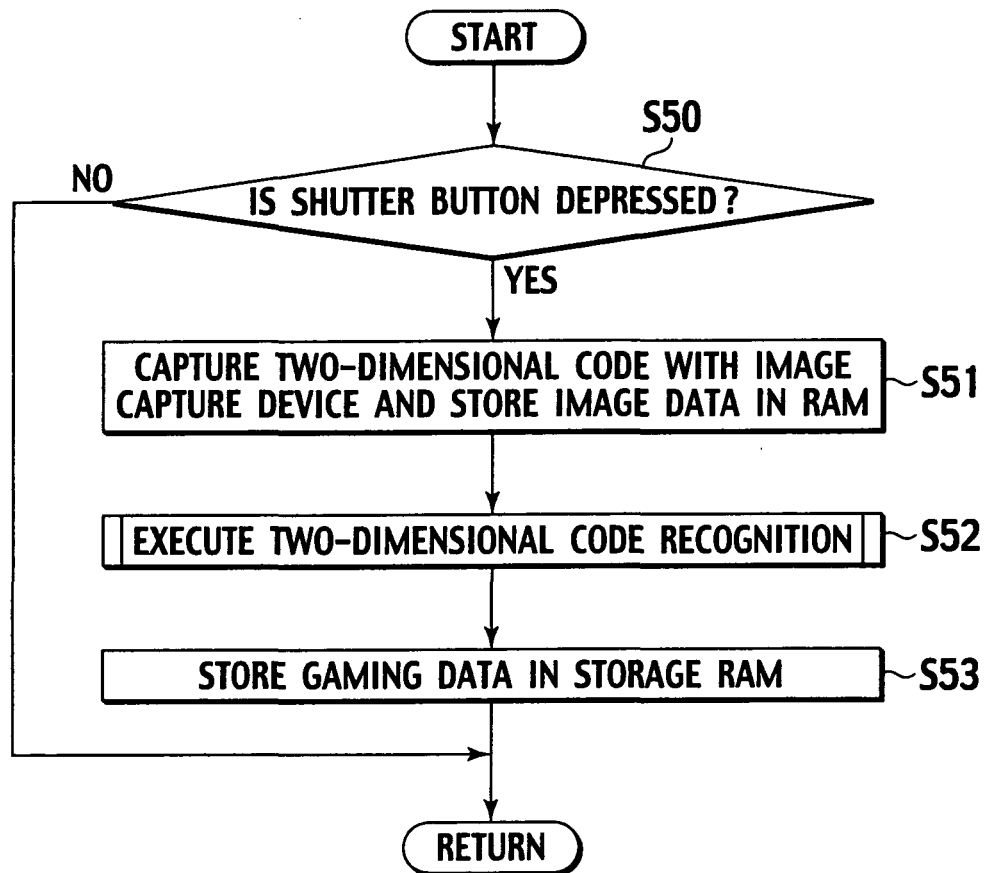 START
S50
NO
IS SHUTTER BUTTON DEPRESSED?
YES
CAPTURE TWO-DIMENSIONAL CODE WITH IMAGE
CAPTURE DEVICE AND STORE IMAGE DATA IN RAM
S51
EXECUTE TWO-DIMENSIONAL CODE RECOGNITION
S52
STORE GAMING DATA IN STORAGE RAM
S53
RETURN